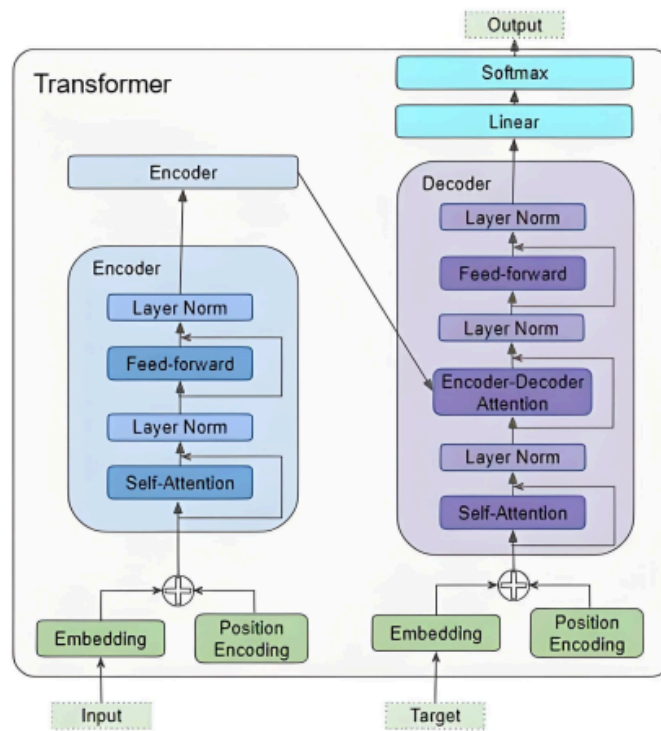 Output
Transformer
Softmax
Linear
Encoder
Encoder
Layer Norm
Feed-forward
Layer Norm
Self-Attention
Decoder
Layer Norm
Feed-forward
Layer Norm
Encoder-Decoder
Attention
Layer Norm
Self-Attention
Embedding
Position
Encoding
Embedding
Position
Encoding
Input
Target